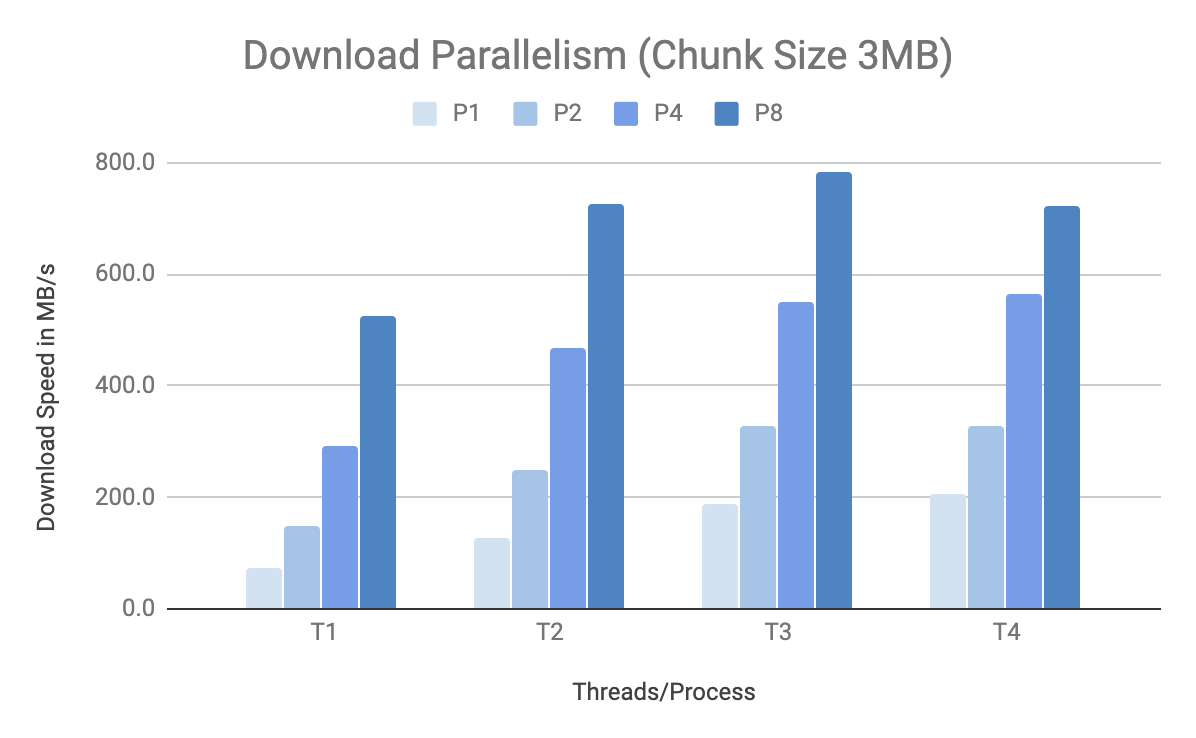 Download Parallelism (Chunk Size 3MB)
P1 P2 P4 P8
800.0
600.0
400.0
200.0
0.0
Download Speed in MB/s
T1 T2 T3 T4
Threads/Process